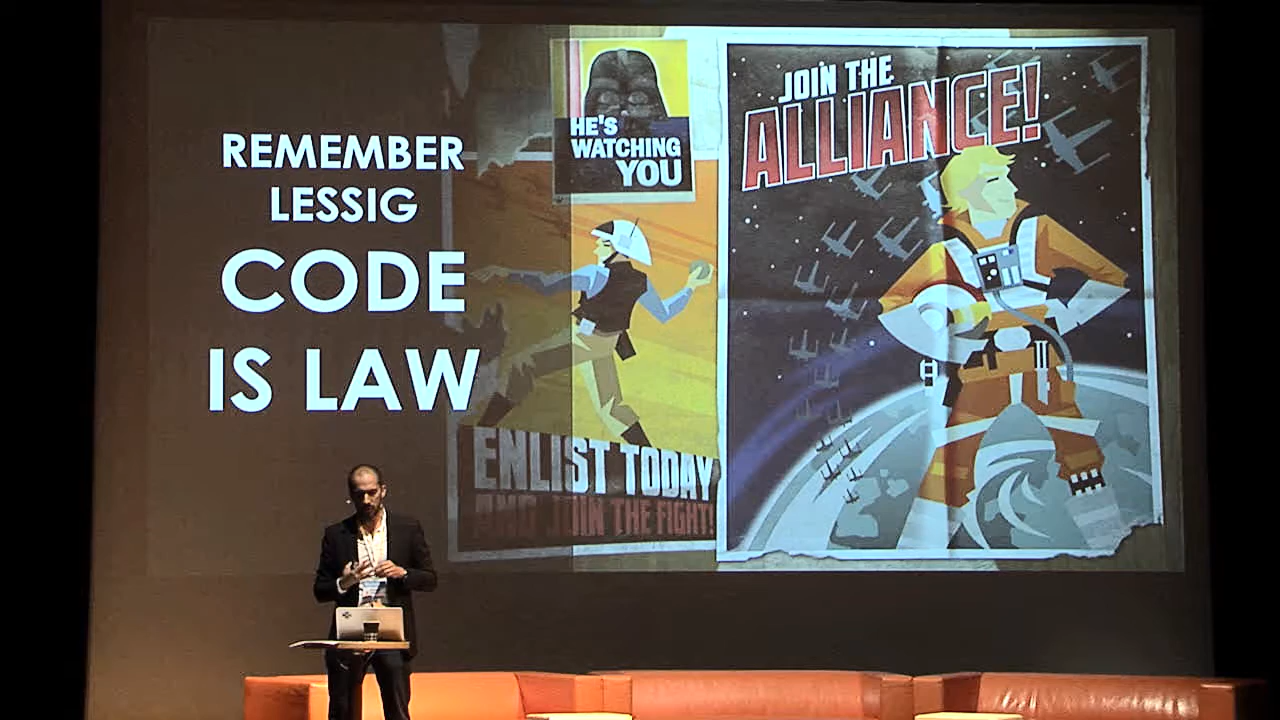 REMEMBER
LESSIG
CODE
IS LAW
HE'S
WATCHING
YOU
ENLIST TODAY
AND JOIN THE FIGHT!
JOIN THE
ALLIANCE!